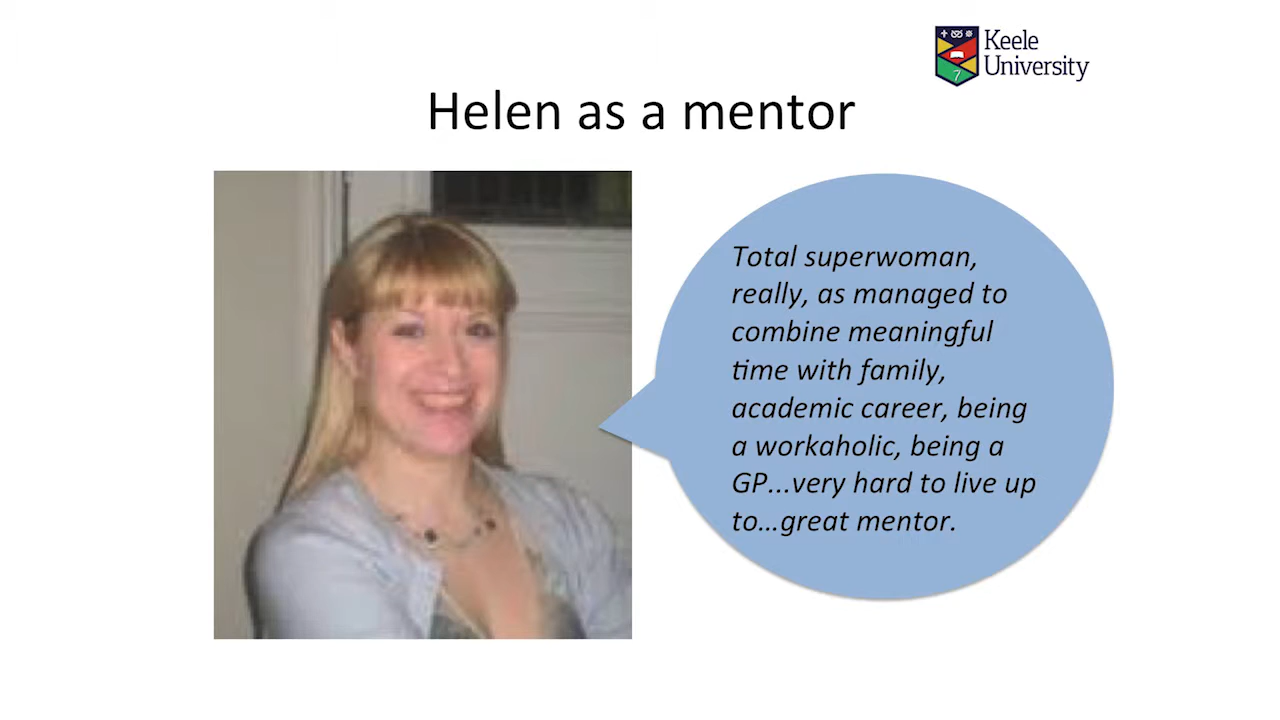 Keele
University
Helen as a mentor
Total superwoman,
really, as managed to
combine meaningful
time with family,
academic career, being
a workaholic, being a
GP...very hard to live up
to...great mentor.